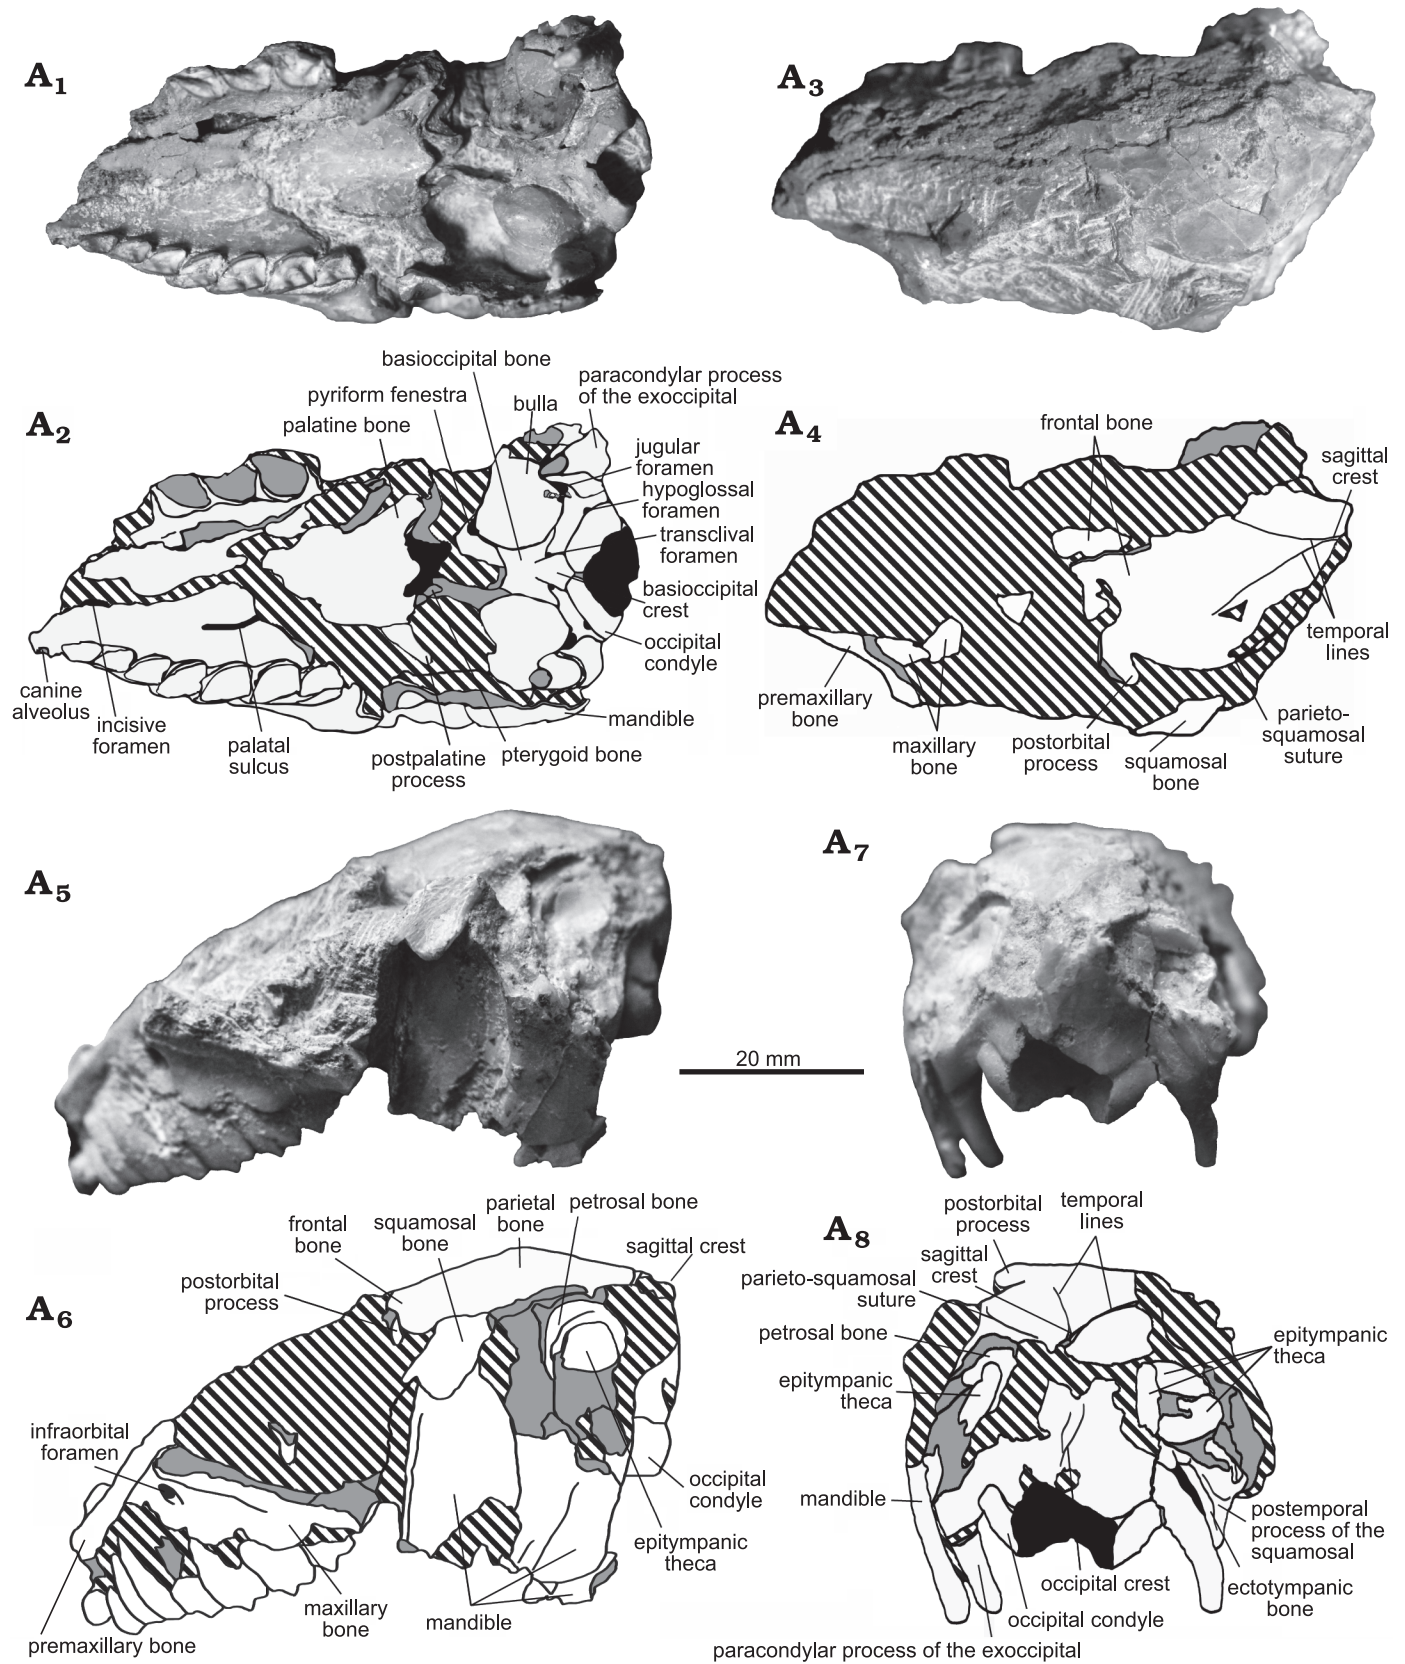 A1
A3
basioccipital bone
paracondylar process
of the exoccipital
pyriform fenestra
bulla
A2
palatine bone
jugular
foramen
hypoglossal
foramen
transclival
foramen
basioccipital
crest
occipital
condyle
canine
alveolus
incisive
foramen
palatal
sulcus
postpalatine
process
pterygoid bone
mandible
A4
frontal bone
sagittal
crest
temporal
lines
premaxillary
bone
maxillary
bone
postorbital
process
squamosal
bone
parieto-
squamosal
suture
A5
A7
20 mm
parietal
bone
petrosal bone
squamosal
bone
frontal
bone
sagittal crest
postorbital
process
A6
infraorbital
foramen
occipital
condyle
epitympanic
theca
maxillary
bone
mandible
premaxillary bone
postorbital
process
temporal
lines
A8
sagittal
crest
parieto-squamosal
suture
petrosal bone
epitympanic
theca
epitympanic
theca
mandible
postemporal
process of the
squamosal
occipital crest
ectotympanic
bone
occipital condyle
paracondylar process of the exoccipital